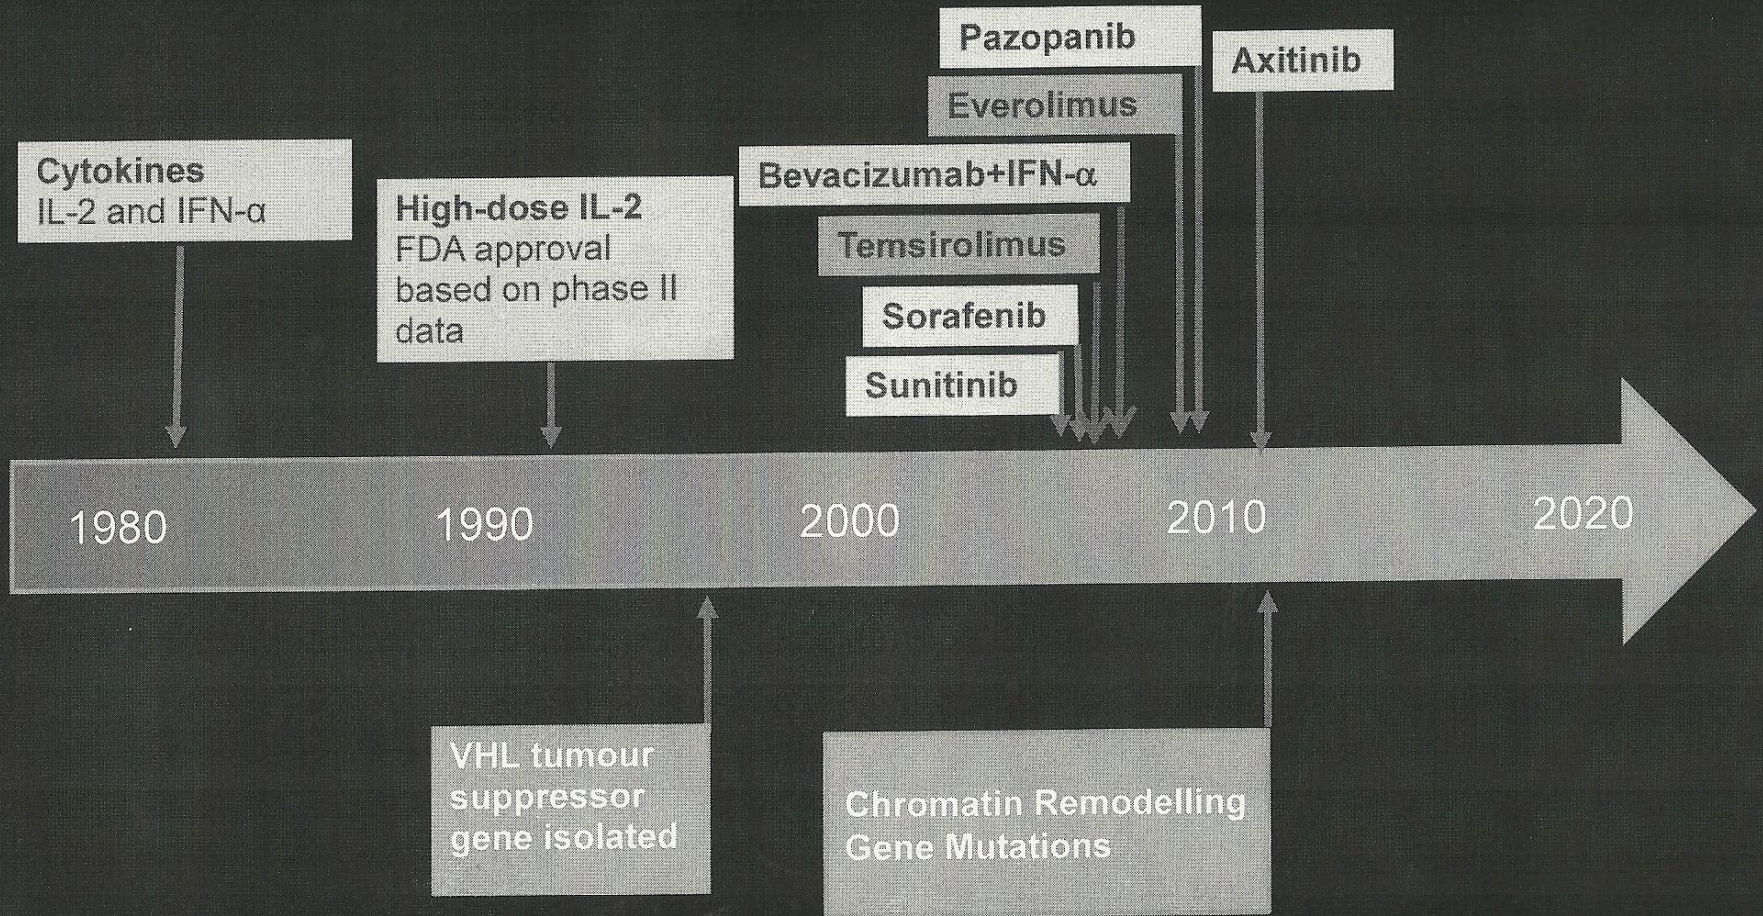 Pazopanib
Axitinib
Everolimus
Cytokines
IL-2 and IFN-α
Bevacizumab+IFN-α
High-dose IL-2
FDA approval
based on phase II
data
Temsirolimus
Sorafenib
Sunitinib
1980
1990
2000
2010
2020
VHL tumour
suppressor
gene isolated
Chromatin Remodelling
Gene Mutations